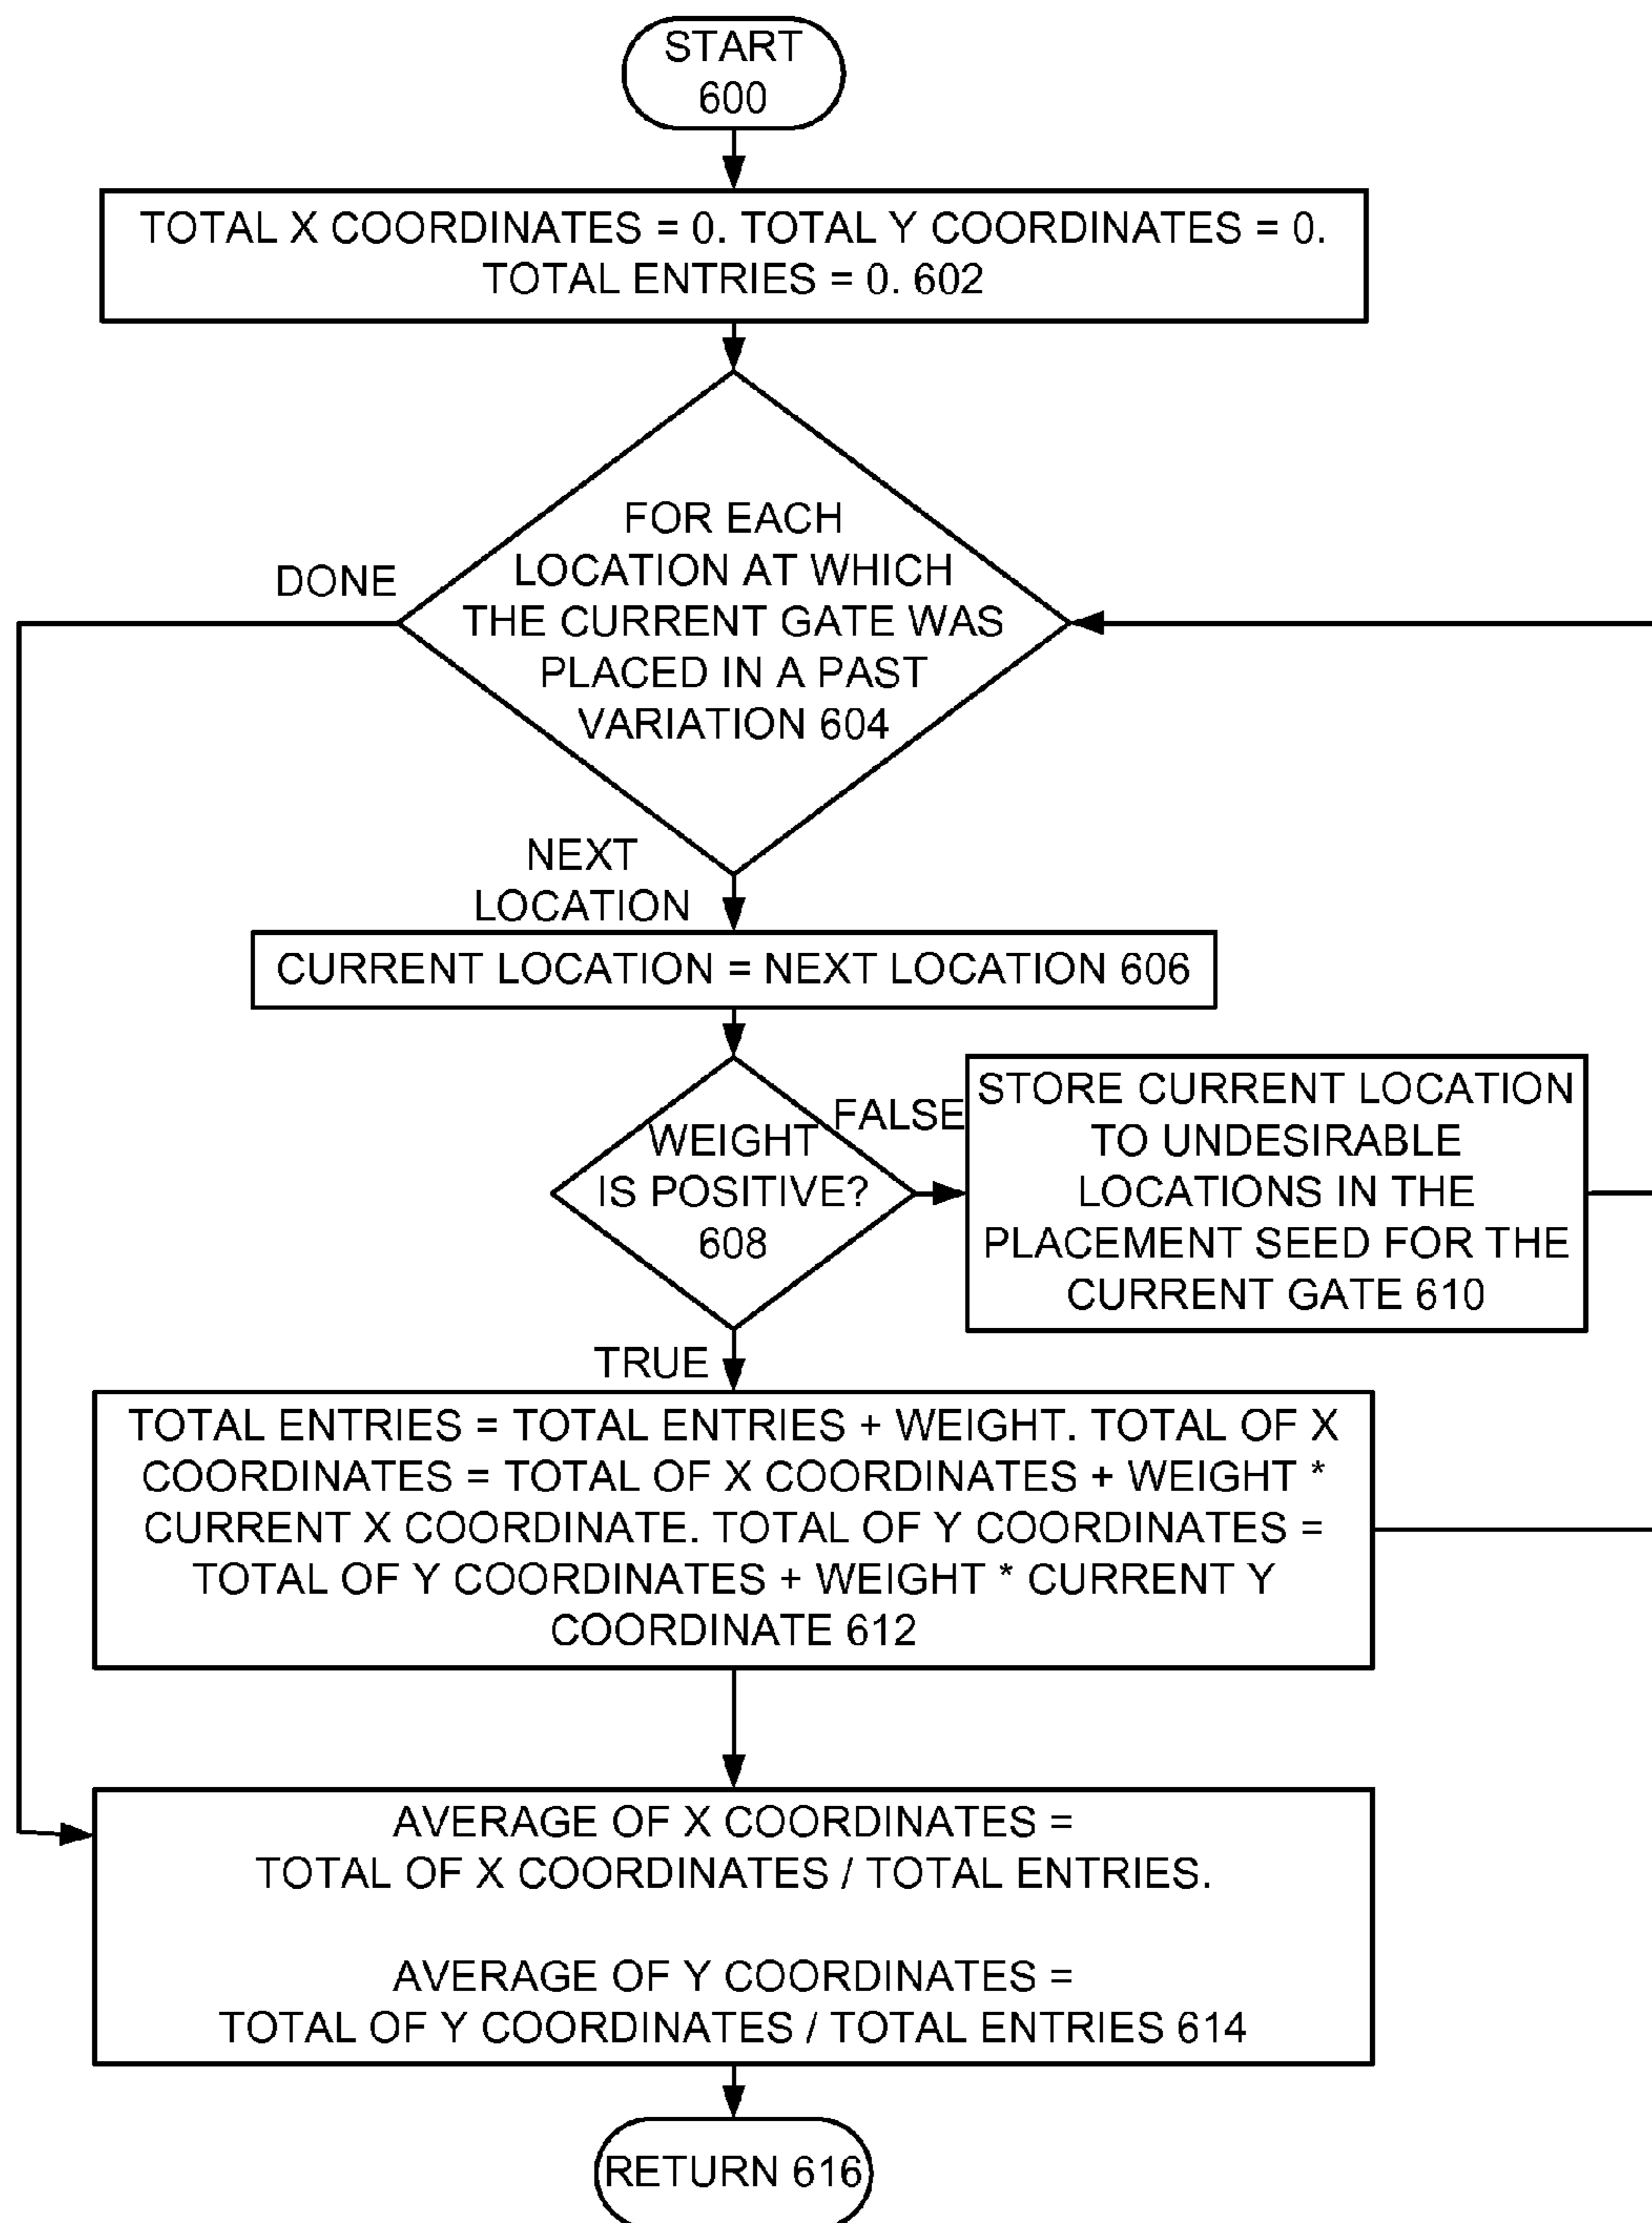 START
600
TOTAL X COORDINATES = 0. TOTAL Y COORDINATES = 0.
TOTAL ENTRIES = 0. 602
FOR EACH
LOCATION AT WHICH
THE CURRENT GATE WAS
PLACED IN A PAST
VARIATION 604
DONE
NEXT
LOCATION
CURRENT LOCATION = NEXT LOCATION 606
WEIGHT
IS POSITIVE?
608
FALSE
STORE CURRENT LOCATION
TO UNDESIRABLE
LOCATIONS IN THE
PLACEMENT SEED FOR THE
CURRENT GATE 610
TRUE
TOTAL ENTRIES = TOTAL ENTRIES + WEIGHT. TOTAL OF X
COORDINATES = TOTAL OF X COORDINATES + WEIGHT *
CURRENT X COORDINATE. TOTAL OF Y COORDINATES =
TOTAL OF Y COORDINATES + WEIGHT * CURRENT Y
COORDINATE 612
AVERAGE OF X COORDINATES =
TOTAL OF X COORDINATES / TOTAL ENTRIES.
AVERAGE OF Y COORDINATES =
TOTAL OF Y COORDINATES / TOTAL ENTRIES 614
RETURN 616